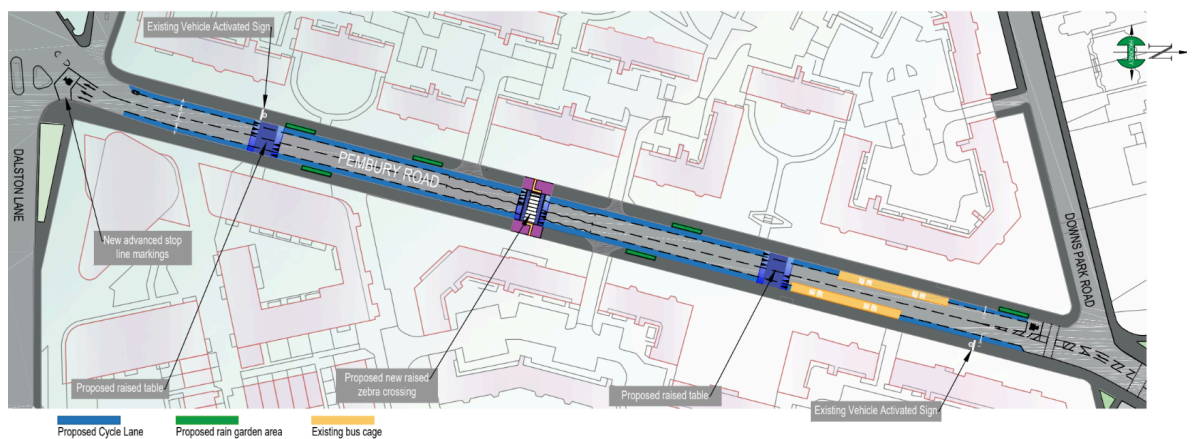 Existing Vehicle Activated Sign
N
PEMBURY ROAD
DALSTON LANE
New advanced stop
line markings
DOWNS PARK ROAD
Proposed raised table
Proposed new raised
zebra crossing
Proposed raised table
Existing Vehicle Activated Sign
Proposed Cycle Lane
Proposed rain garden area
Existing bus cage